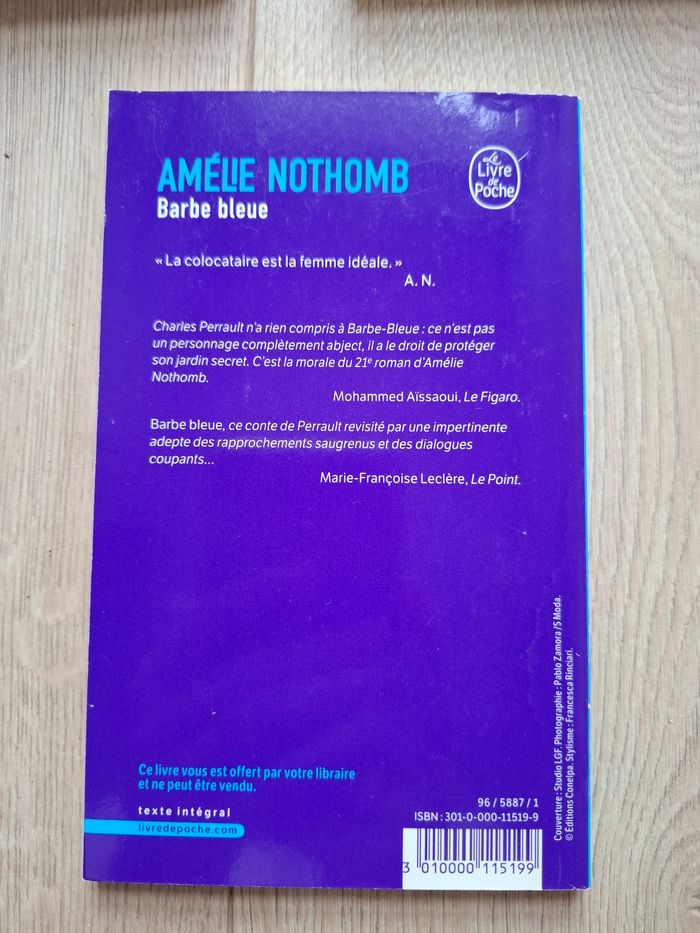 AMÉLIE NOTHOMB
Barbe bleue
Le
Livre
de
Poche
« La colocataire est la femme idéale. »
A. N.
Charles Perrault n'a rien compris à Barbe-Bleue : ce n'est pas
un personnage complètement abject, il a le droit de protéger
son jardin secret. C'est la morale du 21e roman d'Amélie
Nothomb.
Mohammed Aïssaoui, Le Figaro.
Barbe bleue, ce conte de Perrault revisité par une impertinente
adepte des rapprochements saugrenus et des dialogues
coupants...
Marie-Françoise Leclère, Le Point.
Ce livre vous est offert par votre libraire
et ne peut être vendu.
texte intégral
livredepoche.com
96 / 5887 / 1
ISBN : 301-0-000-11519-9
3 010000 115199
Couverture : Studio LGF. Photographie : Pablo Zamora / S Moda.
© Éditions Conelpa. Stylisme : Francesca Rinciari.